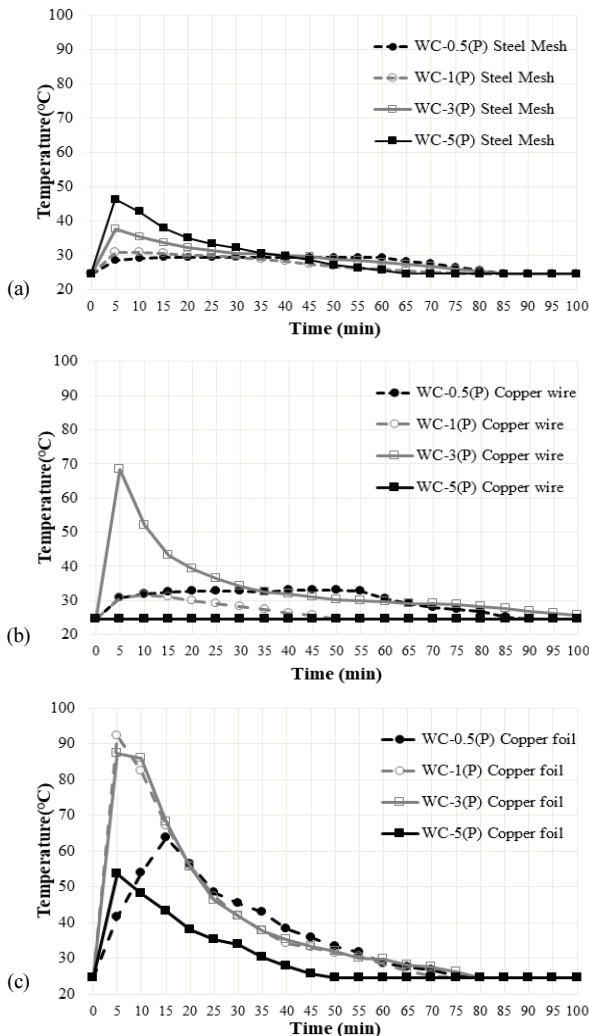 100
90
80
70
60
50
40
30
20
Temperature(°C)
WC-0.5(P) Steel Mesh
WC-1(P) Steel Mesh
WC-3(P) Steel Mesh
WC-5(P) Steel Mesh
0 5 10 15 20 25 30 35 40 45 50 55 60 65 70 75 80 85 90 95 100
Time (min)
(a)
100
90
80
70
60
50
40
30
20
Temperature(°C)
WC-0.5(P) Copper wire
WC-1(P) Copper wire
WC-3(P) Copper wire
WC-5(P) Copper wire
0 5 10 15 20 25 30 35 40 45 50 55 60 65 70 75 80 85 90 95 100
Time (min)
(b)
100
90
80
70
60
50
40
30
20
Temperature(°C)
WC-0.5(P) Copper foil
WC-1(P) Copper foil
WC-3(P) Copper foil
WC-5(P) Copper foil
0 5 10 15 20 25 30 35 40 45 50 55 60 65 70 75 80 85 90 95 100
Time (min)
(c)